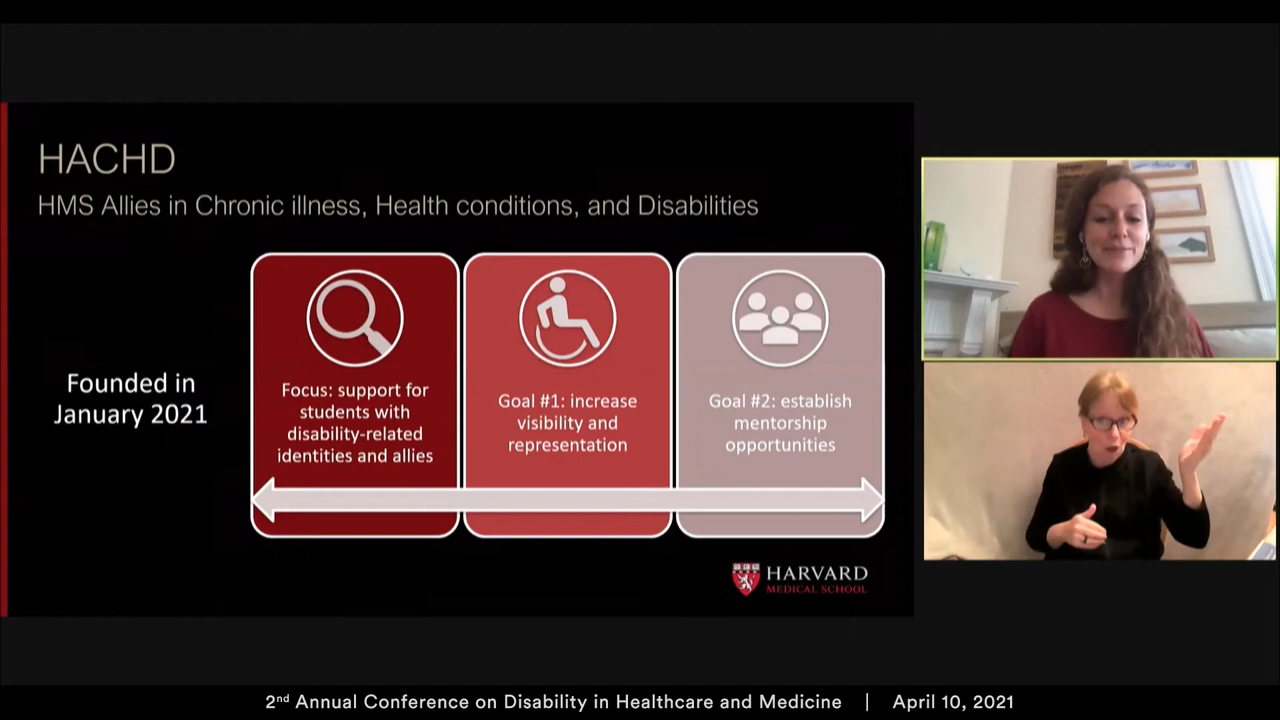 HACHD
HMS Allies in Chronic illness, Health conditions, and Disabilities
Founded in
January 2021
Focus: support for
students with
disability-related
identities and allies
Goal #1: increase
visibility and
representation
Goal #2: establish
mentorship
opportunities
HARVARD
MEDICAL SCHOOL
2nd Annual Conference on Disability in Healthcare and Medicine | April 10, 2021